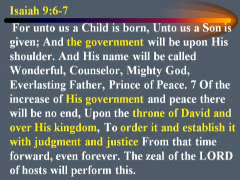 Isaiah 9:6-7
For unto us a Child is born, Unto us a Son is
given; And the government will be upon His
shoulder. And His name will be called
Wonderful, Counselor, Mighty God,
Everlasting Father, Prince of Peace. 7 Of the
increase of His government and peace there
will be no end, Upon the throne of David and
over His kingdom, To order it and establish it
with judgment and justice From that time
forward, even forever. The zeal of the LORD
of hosts will perform this.